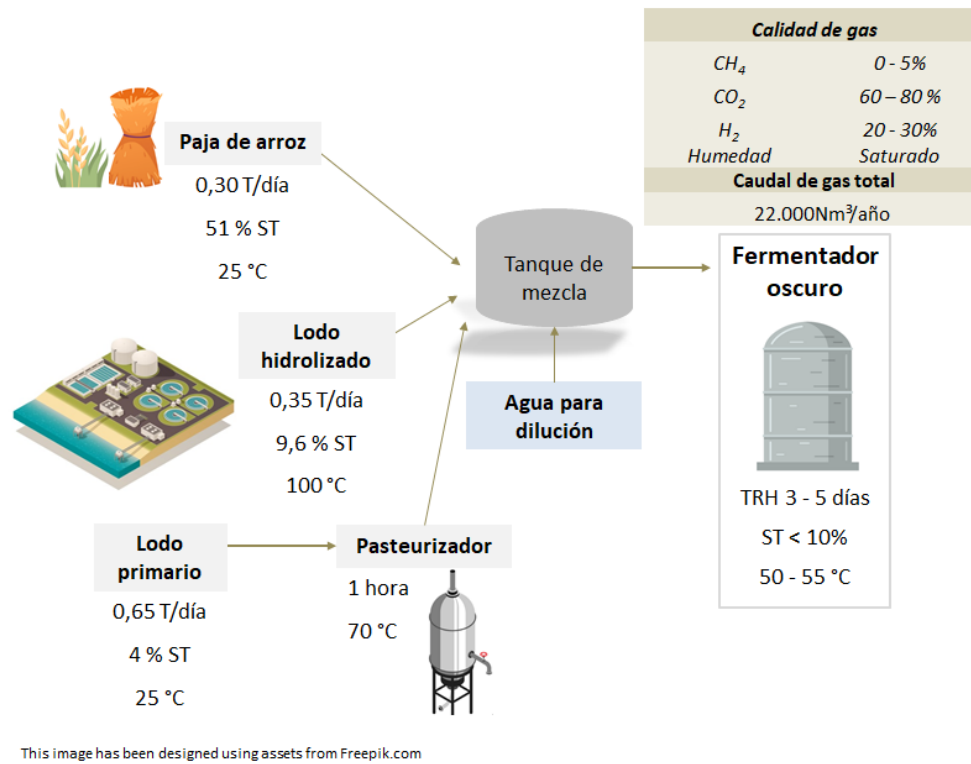 Calidad de gas
CH₄ 0 - 5%
CO₂ 60 – 80 %
H₂ 20 - 30%
Humedad Saturado
Caudal de gas total
22.000Nm³/año
Paja de arroz
0,30 T/día
51 % ST
25 °C
Tanque de
mezcla
Fermentador
oscuro
TRH 3 - 5 días
ST < 10%
50 - 55 °C
Lodo
hidrolizado
0,35 T/día
9,6 % ST
100 °C
Agua para
dilución
Lodo
primario
0,65 T/día
4 % ST
25 °C
Pasteurizador
1 hora
70 °C
This image has been designed using assets from Freepik.com